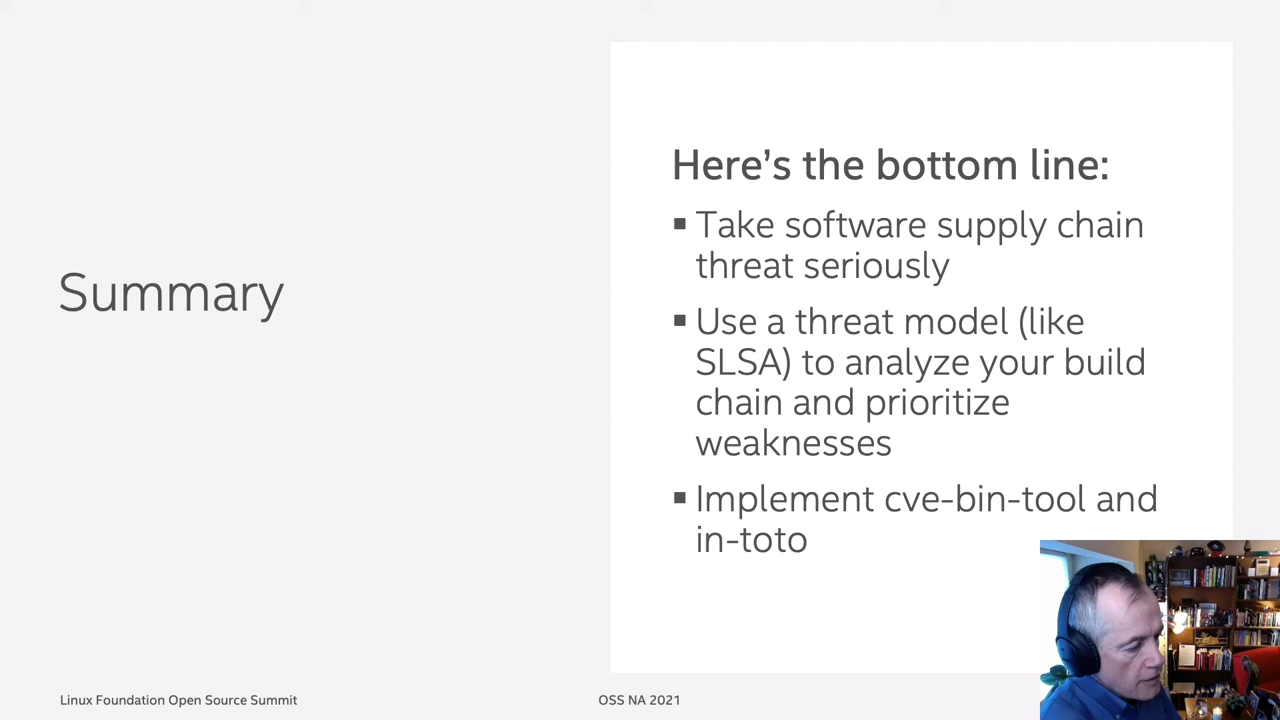 Summary
Here's the bottom line:
▪ Take software supply chain
threat seriously
▪ Use a threat model (like
SLSA) to analyze your build
chain and prioritize
weaknesses
▪ Implement cve-bin-tool and
in-toto
Linux Foundation Open Source Summit
OSS NA 2021